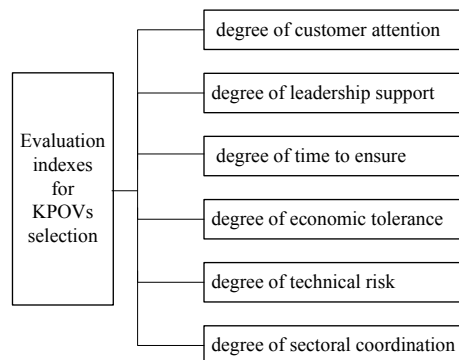 Evaluation
indexes
for
KPOVs
selection
degree of customer attention
degree of leadership support
degree of time to ensure
degree of economic tolerance
degree of technical risk
degree of sectoral coordination